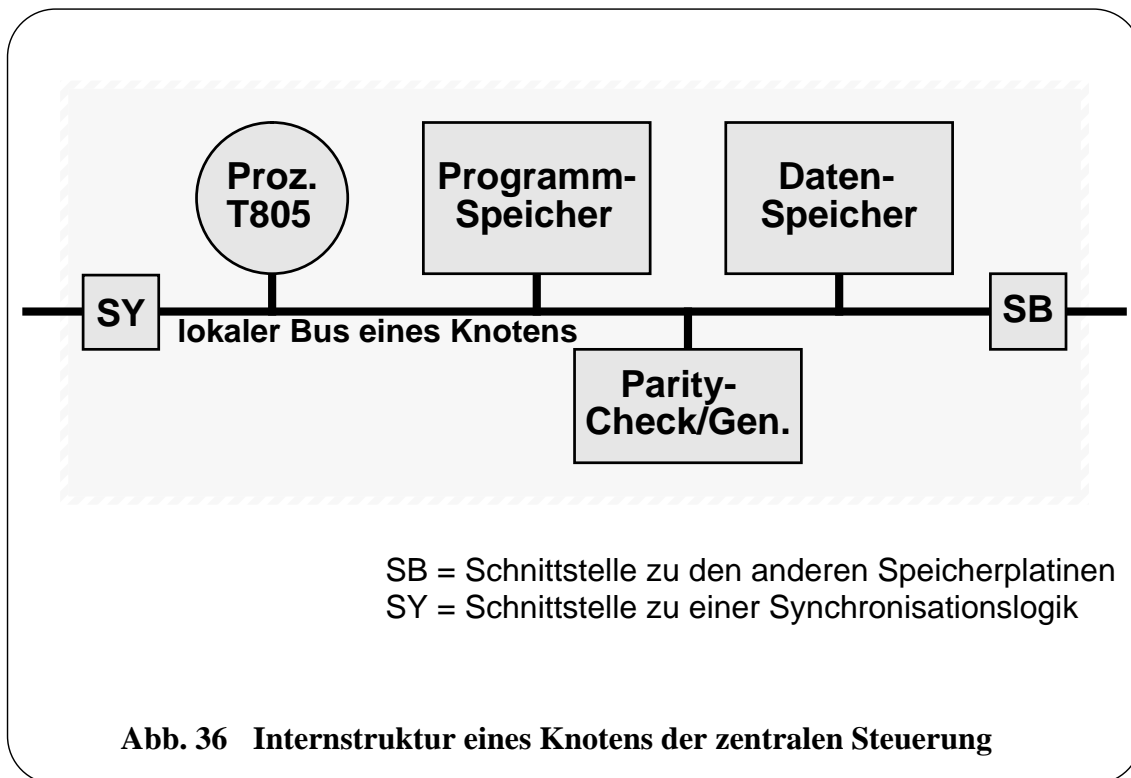 Proz.
T805
Programm-
Speicher
Daten-
Speicher
SY
SB
lokaler Bus eines Knotens
Parity-
Check/Gen.
SB = Schnittstelle zu den anderen Speicherplatinen
SY = Schnittstelle zu einer Synchronisationslogik
Abb. 36 Internstruktur eines Knotens der zentralen Steuerung